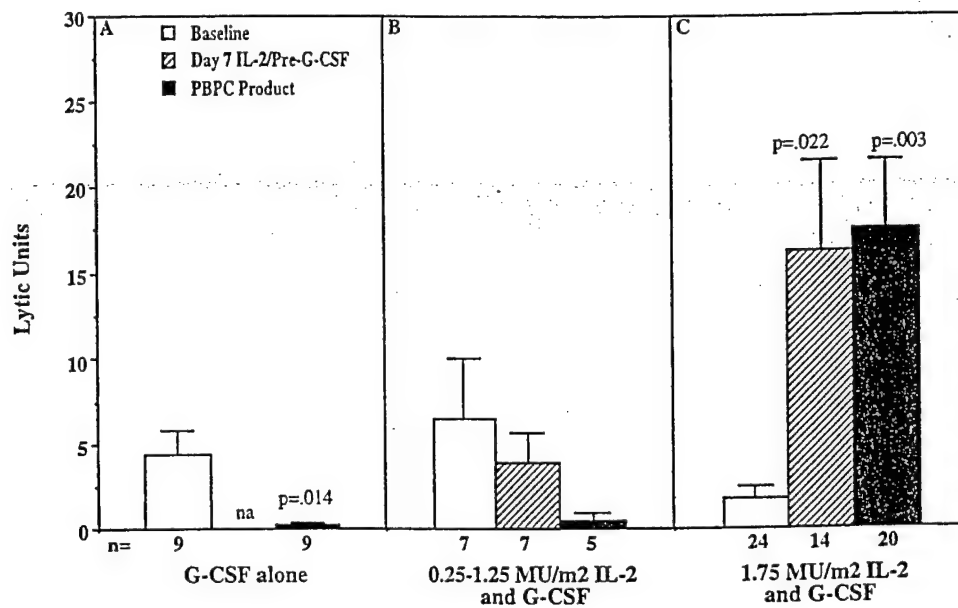 A
B
C
Baseline
Day 7 IL-2/Pre-G-CSF
PBPC Product
30
25
20
15
10
5
0
Lytic Units
na
p=.014
p=.022
p=.003
n= 9 9 7 7 5 24 14 20
G-CSF alone
0.25-1.25 MU/m2 IL-2
and G-CSF
1.75 MU/m2 IL-2
and G-CSF